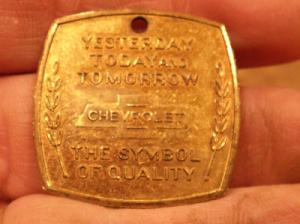 YESTERDAY
TODAY AND
TOMORROW
CHEVROLET
THE SYMBOL
OF QUALITY